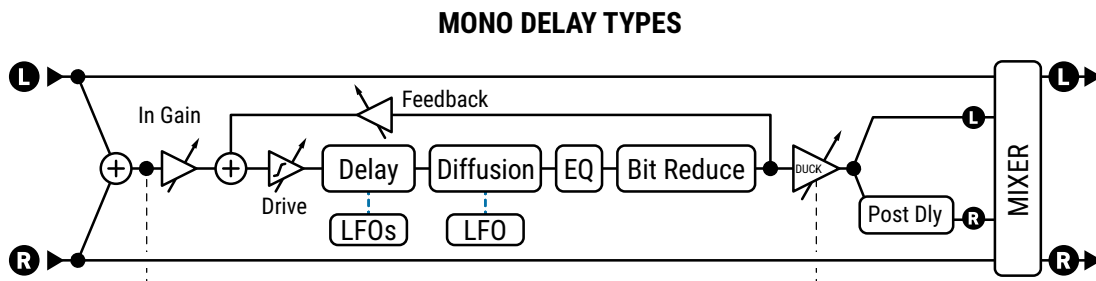 MONO DELAY TYPES
L
L
In Gain
Feedback
L
+
+
Delay
Diffusion
EQ
Bit Reduce
DUCK
MIXER
Drive
Post Dly
R
LFOs
LFO
R
R